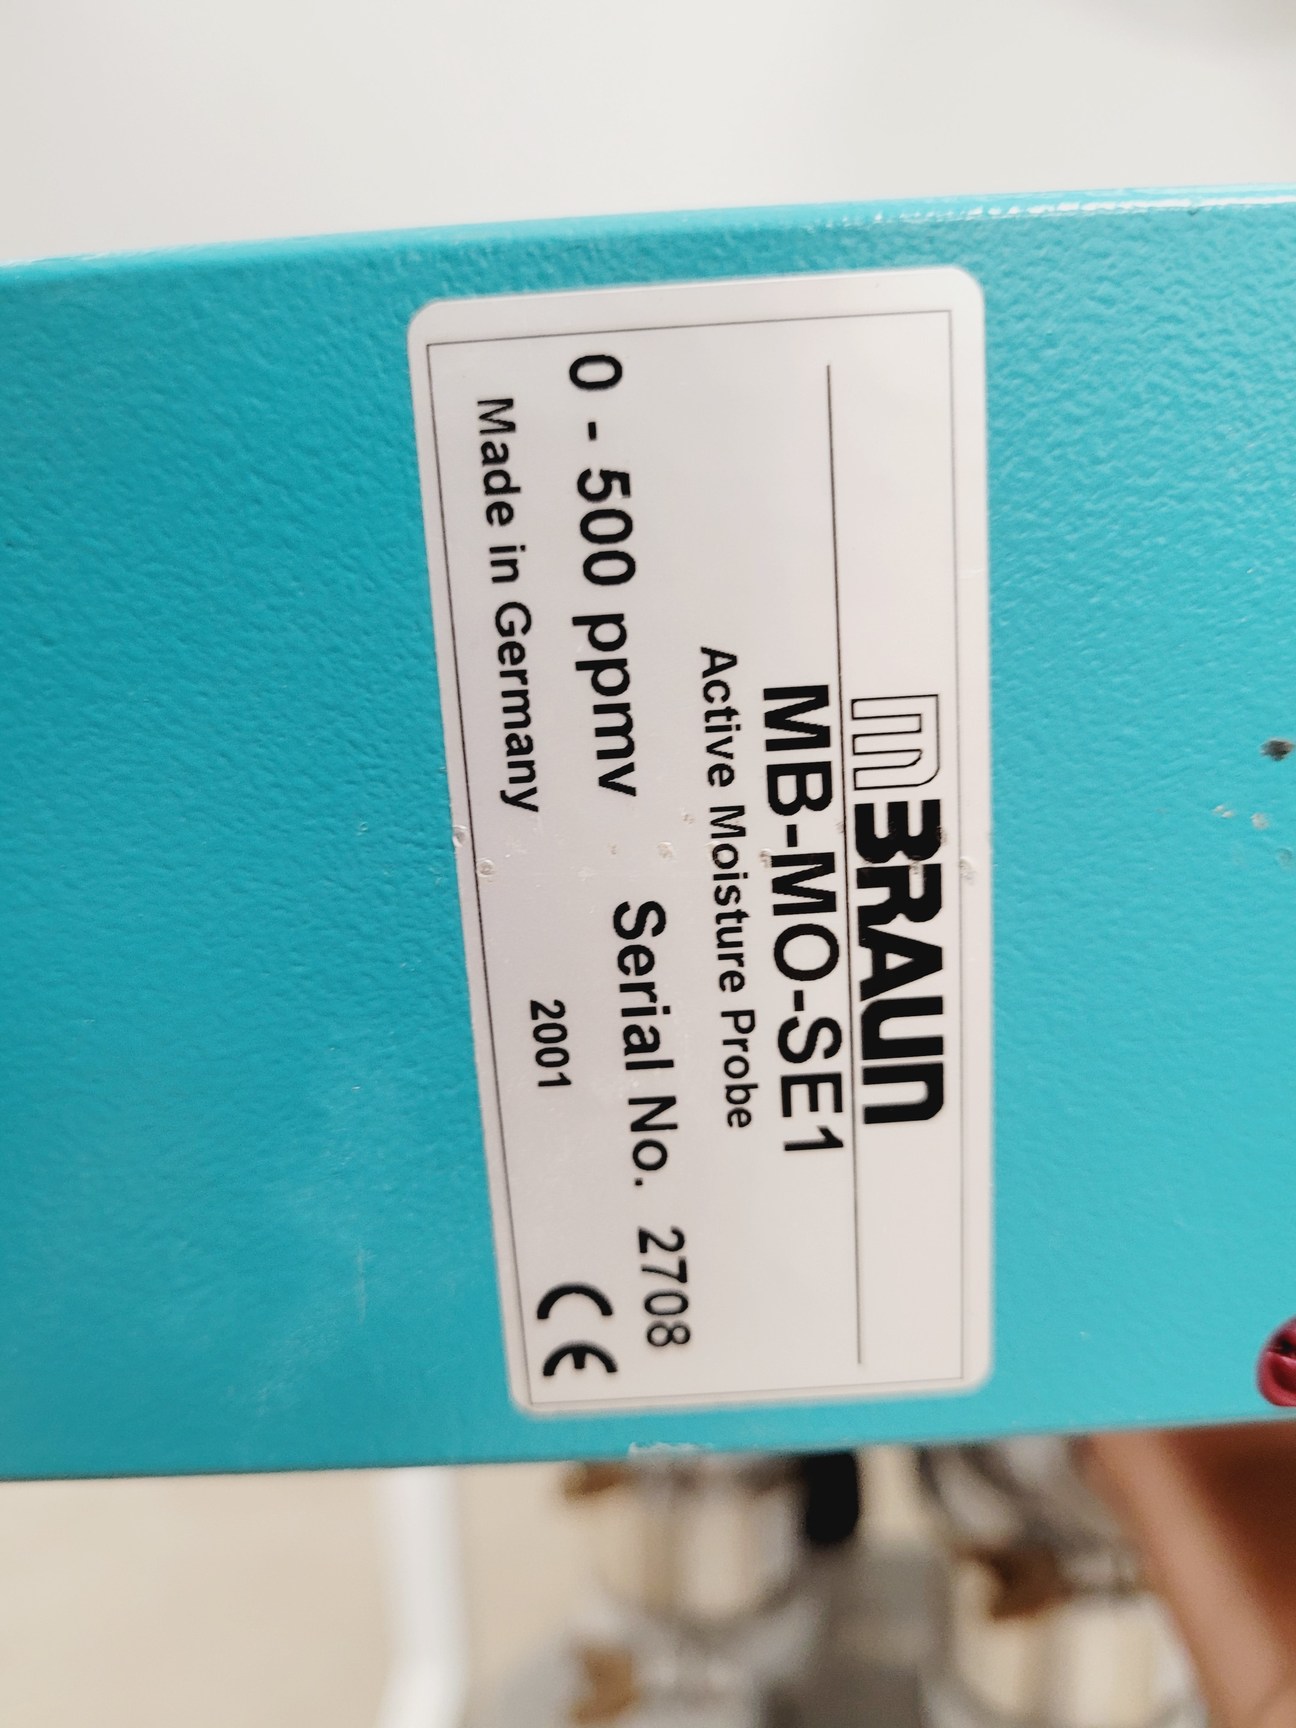 mBRAUN
MB-MO-SE1
Active Moisture Probe
0 - 500 ppmv Serial No. 2708
Made in Germany 2001 CE